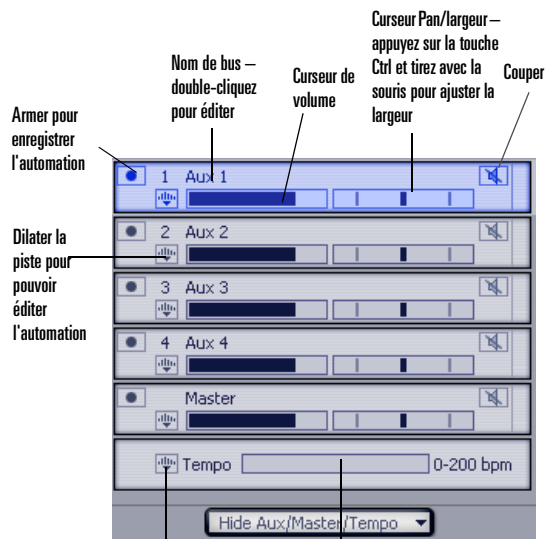 Curseur Pan/largeur –
appuyez sur la touche
Ctrl et tirez avec la
souris pour ajuster la
largeur
Nom de bus –
double-cliquez
pour éditer
Curseur de
volume
Couper
Armer pour
enregistrer
l'automation
1 Aux 1
Dilater la
piste pour
pouvoir
éditer
l'automation
2 Aux 2
3 Aux 3
4 Aux 4
Master
Tempo 0-200 bpm
Hide Aux/Master/Tempo